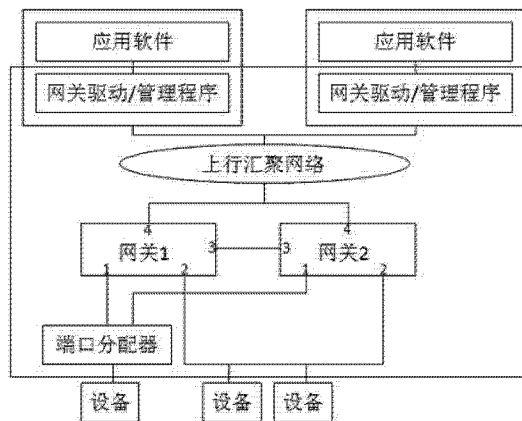 应用软件
应用软件
网关驱动/管理程序
网关驱动/管理程序
上行汇聚网络
4
4
网关1
3
3
网关2
1
2
1
2
端口分配器
设备
设备
设备